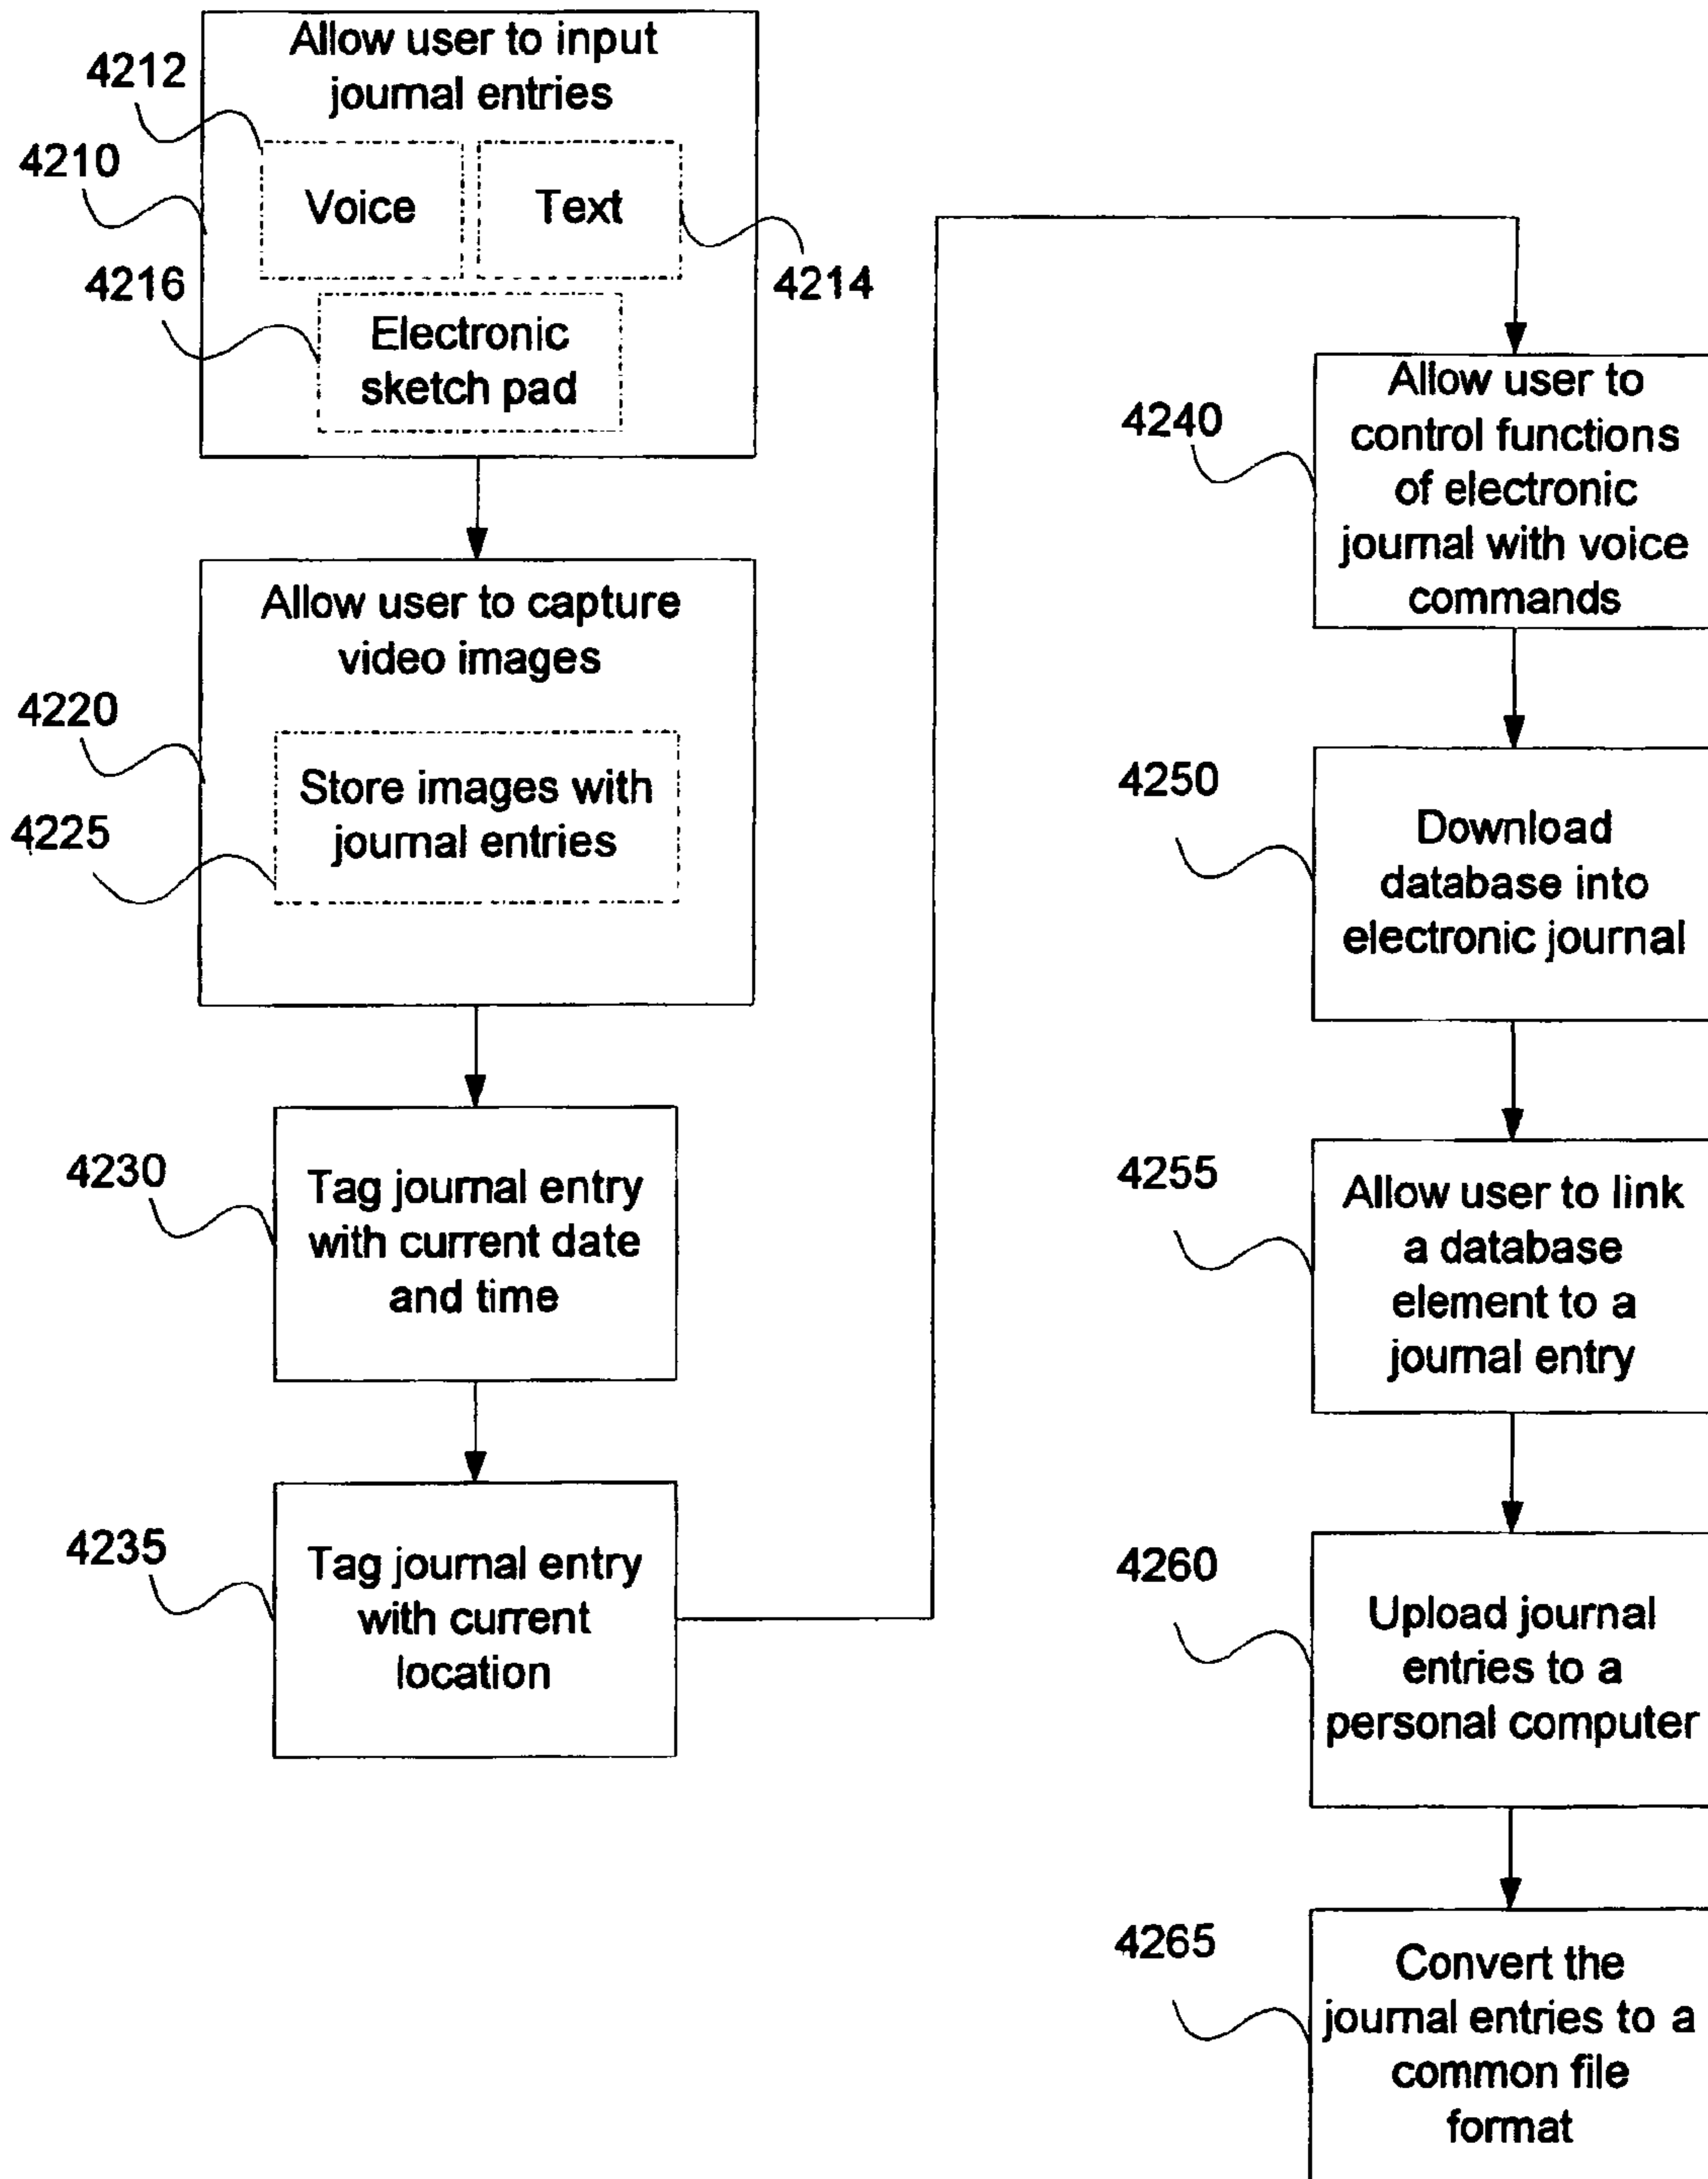 Allow user to input
journal entries
4212
4210
Voice
Text
4216
4214
Electronic
sketch pad
Allow user to capture
video images
4220
Store images with
journal entries
4225
4230
Tag journal entry
with current date
and time
4235
Tag journal entry
with current
location
Allow user to
control functions
of electronic
journal with voice
commands
4240
4250
Download
database into
electronic journal
4255
Allow user to link
a database
element to a
journal entry
4260
Upload journal
entries to a
personal computer
4265
Convert the
journal entries to a
common file
format